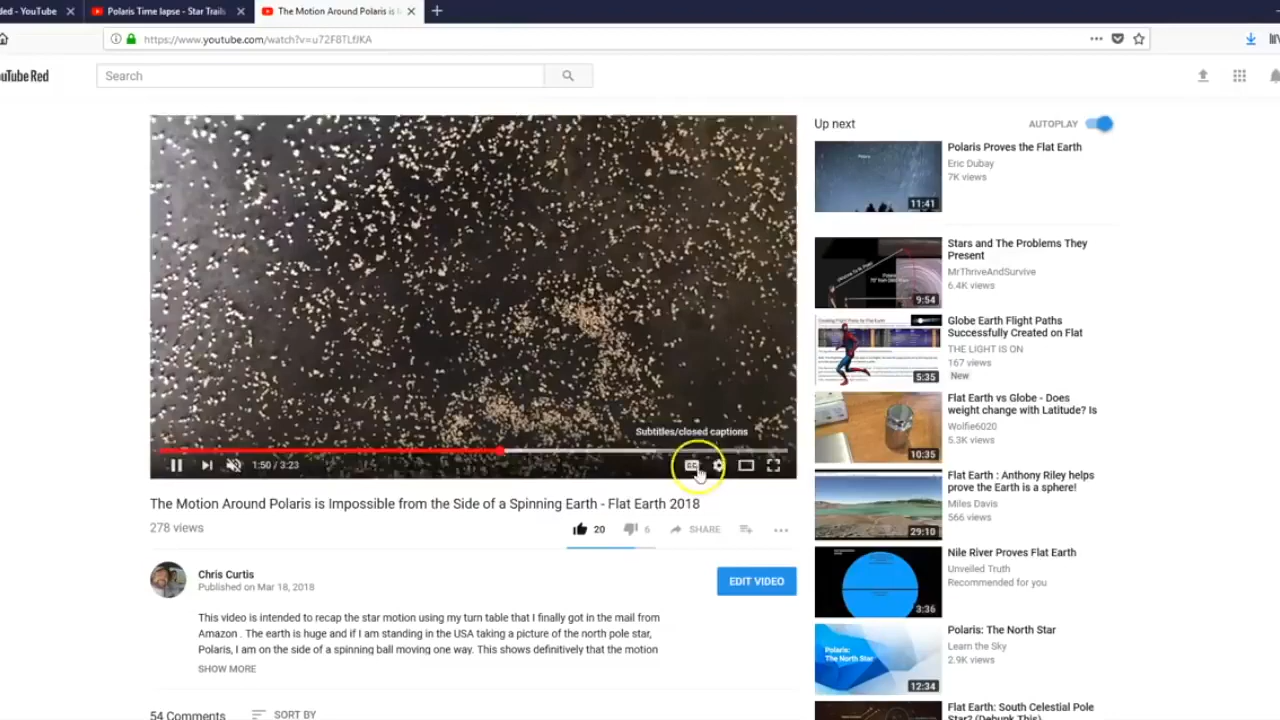 ded - YouTube
Polaris Time lapse - Star Trails
The Motion Around Polaris is I
https://www.youtube.com/watch?v=u72F8TLfJKA
ouTube Red
Search
Up next
AUTOPLAY
Polaris Proves the Flat Earth
Eric Dubay
7K views
11:41
Stars and The Problems They
Present
MrThriveAndSurvive
6.4K views
9:54
Globe Earth Flight Paths
Successfully Created on Flat
THE LIGHT IS ON
167 views
New
5:35
Flat Earth vs Globe - Does
weight change with Latitude? Is
Wolfie6020
5.3K views
10:35
Flat Earth : Anthony Riley helps
prove the Earth is a sphere!
Miles Davis
566 views
29:10
Nile River Proves Flat Earth
Unveiled Truth
Recommended for you
3:36
Polaris: The North Star
Learn the Sky
2.9K views
Polaris:
The North Star
12:34
Flat Earth: South Celestial Pole
Star? (Debunk This)
Subtitles/closed captions
1:50 / 3:23
The Motion Around Polaris is Impossible from the Side of a Spinning Earth - Flat Earth 2018
278 views
20
6
SHARE
Chris Curtis
Published on Mar 18, 2018
EDIT VIDEO
This video is intended to recap the star motion using my turn table that I finally got in the mail from
Amazon . The earth is huge and if I am standing in the USA taking a picture of the north pole star,
Polaris, I am on the side of a spinning ball moving one way. This shows definitively that the motion
SHOW MORE
54 Comments
SORT BY